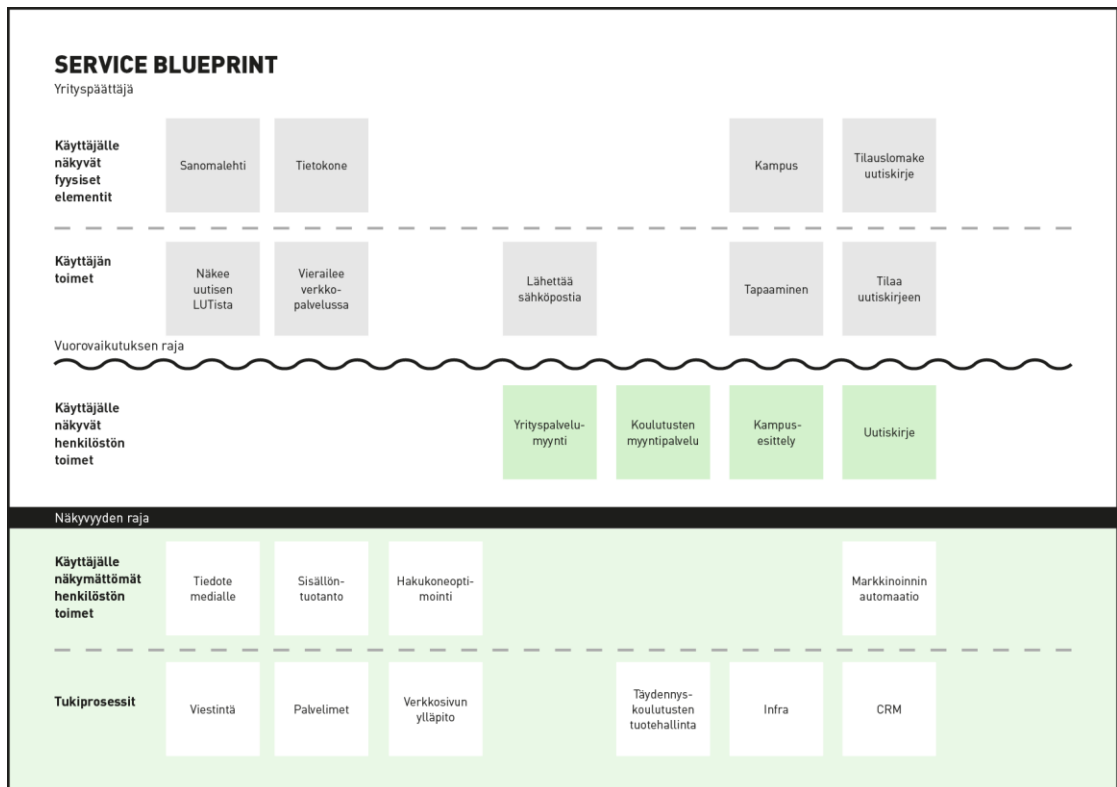 SERVICE BLUEPRINT
Yrityspäättäjä
Käyttäjälle
näkyvät
fyysiset
elementit
Sanomalehti
Tietokone
Kampus
Tilauslomake
uutiskirje
Käyttäjän
toimet
Näkee
uutisen
LUTista
Vierailee
verkko-
palvelussa
Lähettää
sähköpostia
Tapaaminen
Tilaa
uutiskirjeen
Vuorovaikutuksen raja
Käyttäjälle
näkyvät
henkilöstön
toimet
Yrityspalvelu-
myynti
Koulutusten
myyntipalvelu
Kampus-
esittely
Uutiskirje
Näkyvyyden raja
Käyttäjälle
näkymättömät
henkilöstön
toimet
Tiedote
medialle
Sisällön-
tuotanto
Hakukoneopti-
mointi
Markkinoinnin
automaatio
Tukiprosessit
Viestintä
Palvelimet
Verkkosivun
ylläpito
Täydennys-
koulutusten
tuotehallinta
Infra
CRM